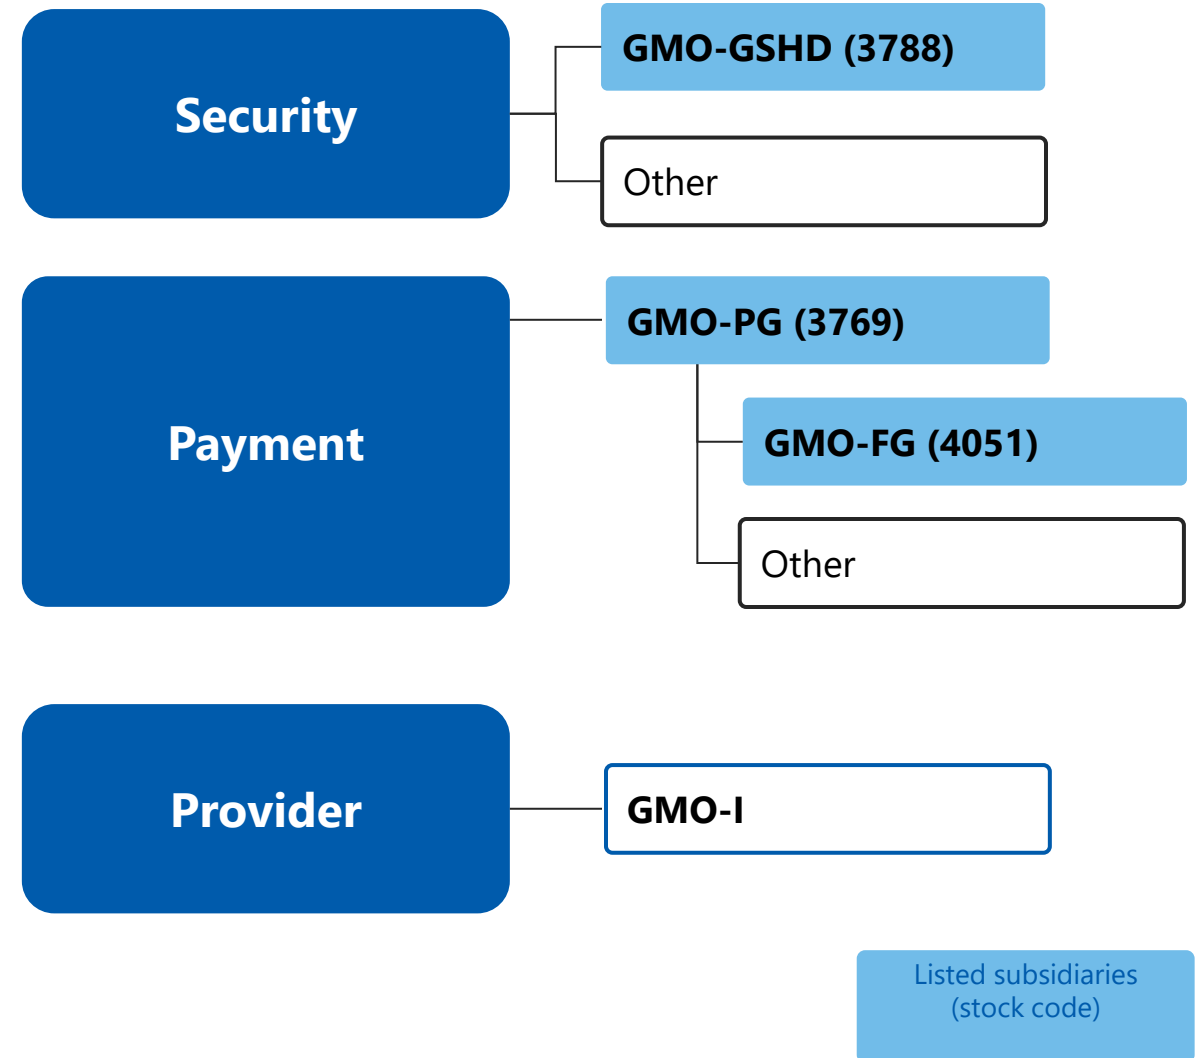 Security
GMO-GSHD (3788)
Other
Payment
GMO-PG (3769)
GMO-FG (4051)
Other
Provider
GMO-I
Listed subsidiaries
(stock code)